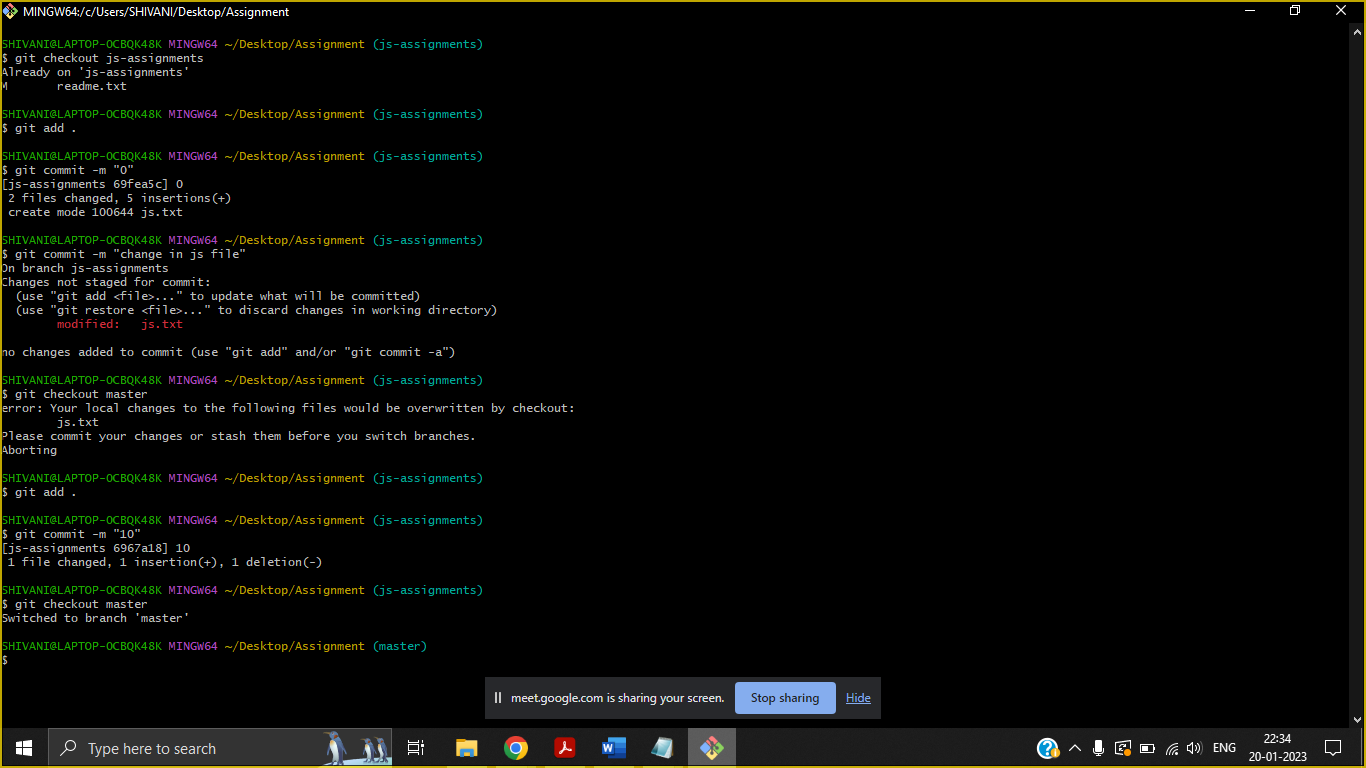 MINGW64:/c/Users/SHIVANI/Desktop/Assignment
SHIVANI@LAPTOP-OCBQK48K MINGW64 ~/Desktop/Assignment (js-assignments)
$ git checkout js-assignments
Already on 'js-assignments'
M       readme.txt
SHIVANI@LAPTOP-OCBQK48K MINGW64 ~/Desktop/Assignment (js-assignments)
$ git add .
SHIVANI@LAPTOP-OCBQK48K MINGW64 ~/Desktop/Assignment (js-assignments)
$ git commit -m "0"
[js-assignments 69fea5c] 0
2 files changed, 5 insertions(+)
create mode 100644 js.txt
SHIVANI@LAPTOP-OCBQK48K MINGW64 ~/Desktop/Assignment (js-assignments)
$ git commit -m "change in js file"
On branch js-assignments
Changes not staged for commit:
(use "git add <file>..." to update what will be committed)
(use "git restore <file>..." to discard changes in working directory)
modified:   js.txt
no changes added to commit (use "git add" and/or "git commit -a")
SHIVANI@LAPTOP-OCBQK48K MINGW64 ~/Desktop/Assignment (js-assignments)
$ git checkout master
error: Your local changes to the following files would be overwritten by checkout:
js.txt
Please commit your changes or stash them before you switch branches.
Aborting
SHIVANI@LAPTOP-OCBQK48K MINGW64 ~/Desktop/Assignment (js-assignments)
$ git add .
SHIVANI@LAPTOP-OCBQK48K MINGW64 ~/Desktop/Assignment (js-assignments)
$ git commit -m "10"
[js-assignments 6967a18] 10
1 file changed, 1 insertion(+), 1 deletion(-)
SHIVANI@LAPTOP-OCBQK48K MINGW64 ~/Desktop/Assignment (js-assignments)
$ git checkout master
Switched to branch 'master'
SHIVANI@LAPTOP-OCBQK48K MINGW64 ~/Desktop/Assignment (master)
$
meet.google.com is sharing your screen. Stop sharing Hide
Type here to search
ENG
22:34
20-01-2023